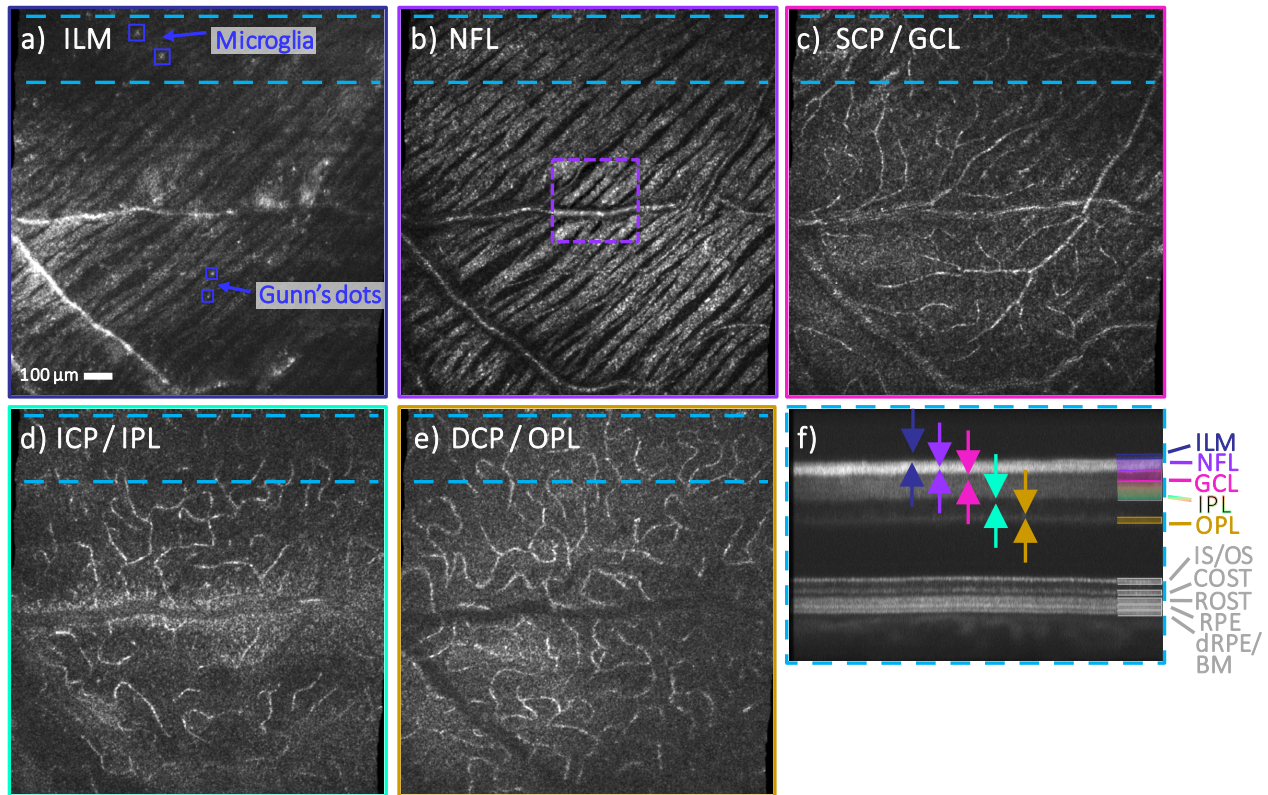 a) ILM
Microglia
Gunn's dots
100 µm
b) NFL
c) SCP / GCL
d) ICP / IPL
e) DCP / OPL
f)
ILM
NFL
GCL
IPL
OPL
IS/OS
COST
ROST
RPE
dRPE/
BM